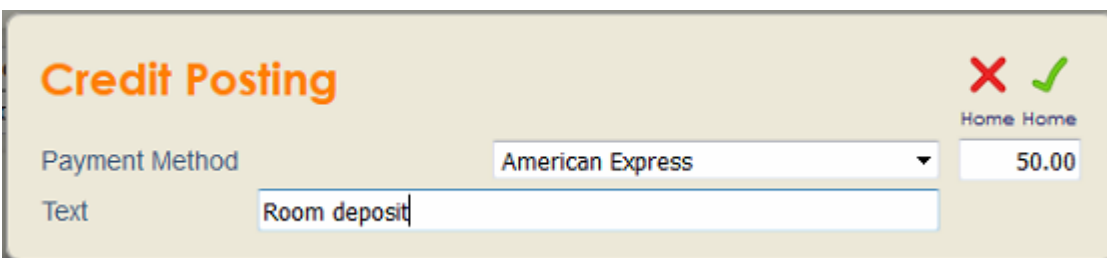 Credit Posting
Home Home
Payment Method American Express 50.00
Text Room deposit